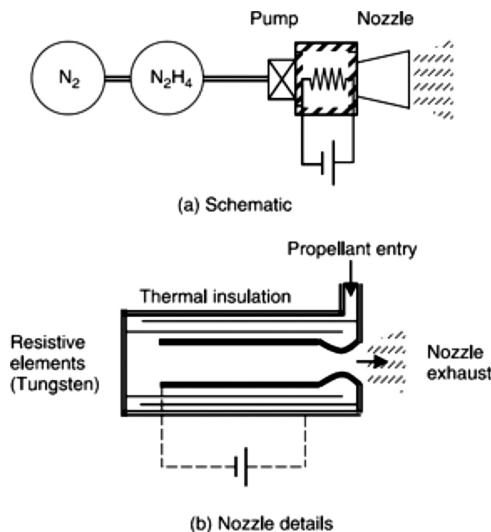 Pump
Nozzle
N₂
N₂H₄
(a) Schematic
Propellant entry
Thermal insulation
Resistive
elements
(Tungsten)
Nozzle
exhaust
(b) Nozzle details